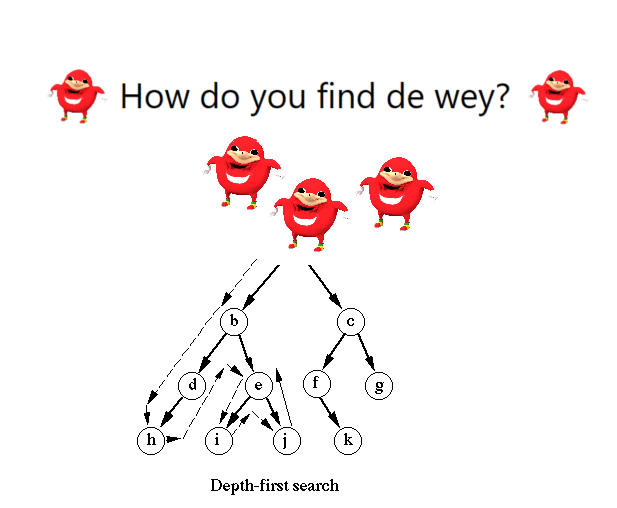 How do you find de wey?
b c
d e f g
h i j k
Depth-first search